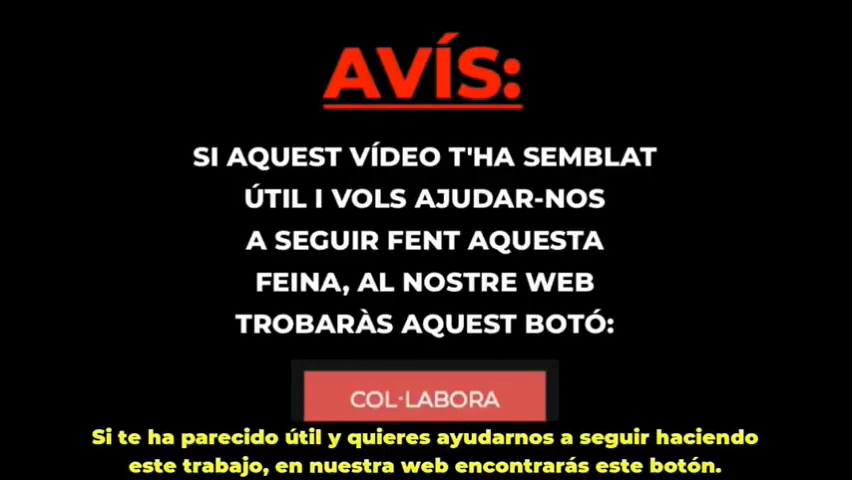 AVÍS:
SI AQUEST VÍDEO T'HA SEMBLAT
ÚTIL I VOLS AJUDAR-NOS
A SEGUIR FENT AQUESTA
FEINA, AL NOSTRE WEB
TROBARÀS AQUEST BOTÓ:
COL·LABORA
Si te ha parecido útil y quieres ayudarnos a seguir haciendo
este trabajo, en nuestra web encontrarás este botón.